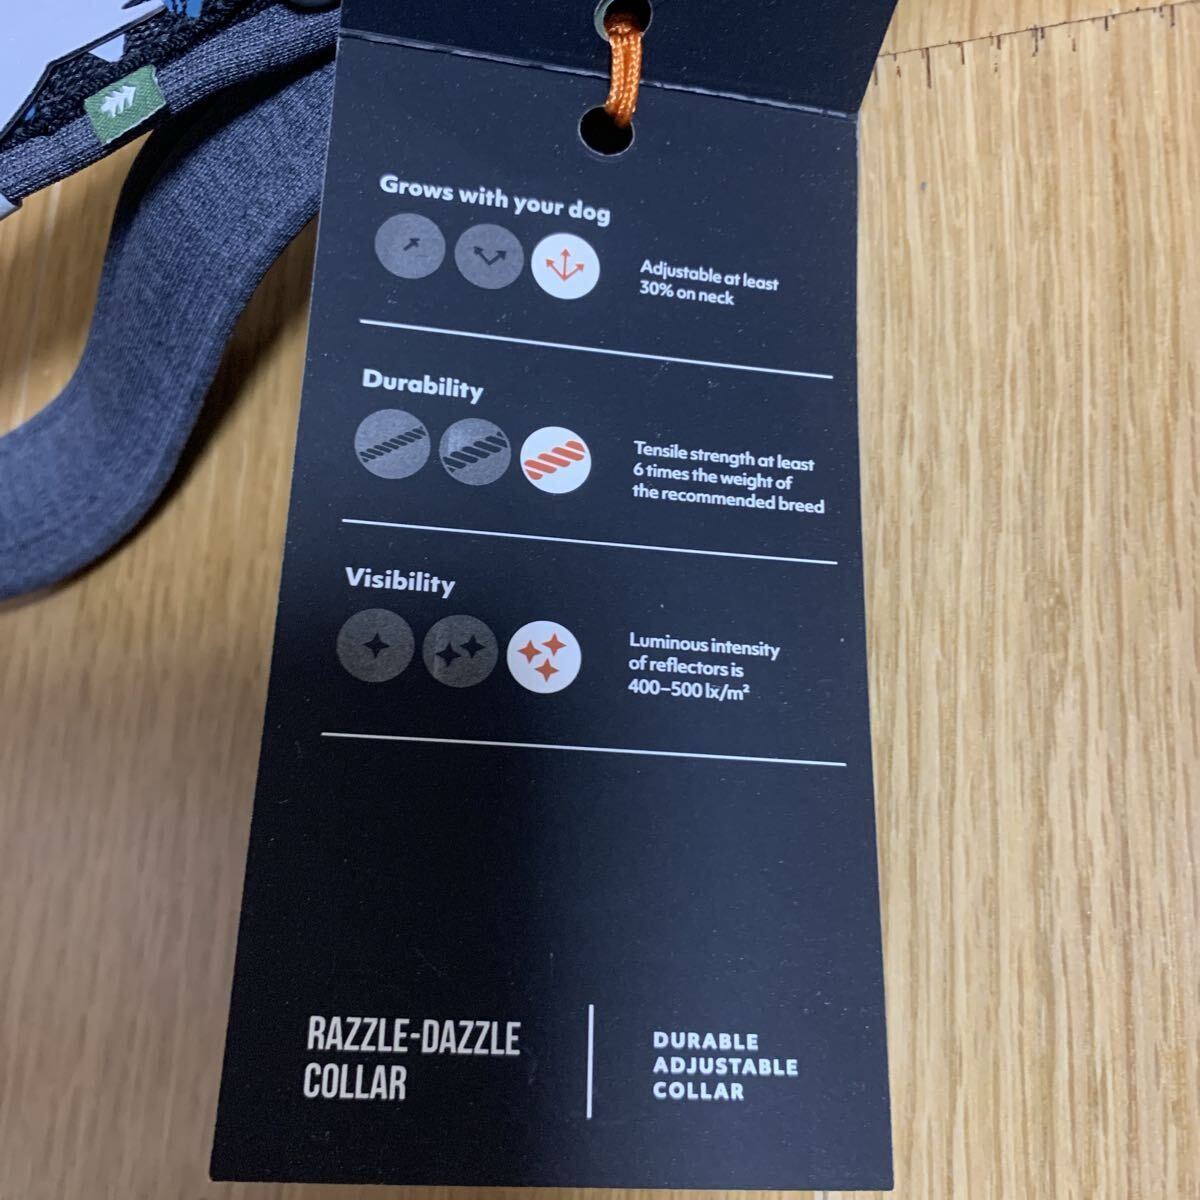 Grows with your dog
Adjustable at least
30% on neck
Durability
Tensile strength at least
6 times the weight of
the recommended breed
Visibility
Luminous intensity
of reflectors is
400–500 lx/m²
RAZZLE-DAZZLE
COLLAR
DURABLE
ADJUSTABLE
COLLAR